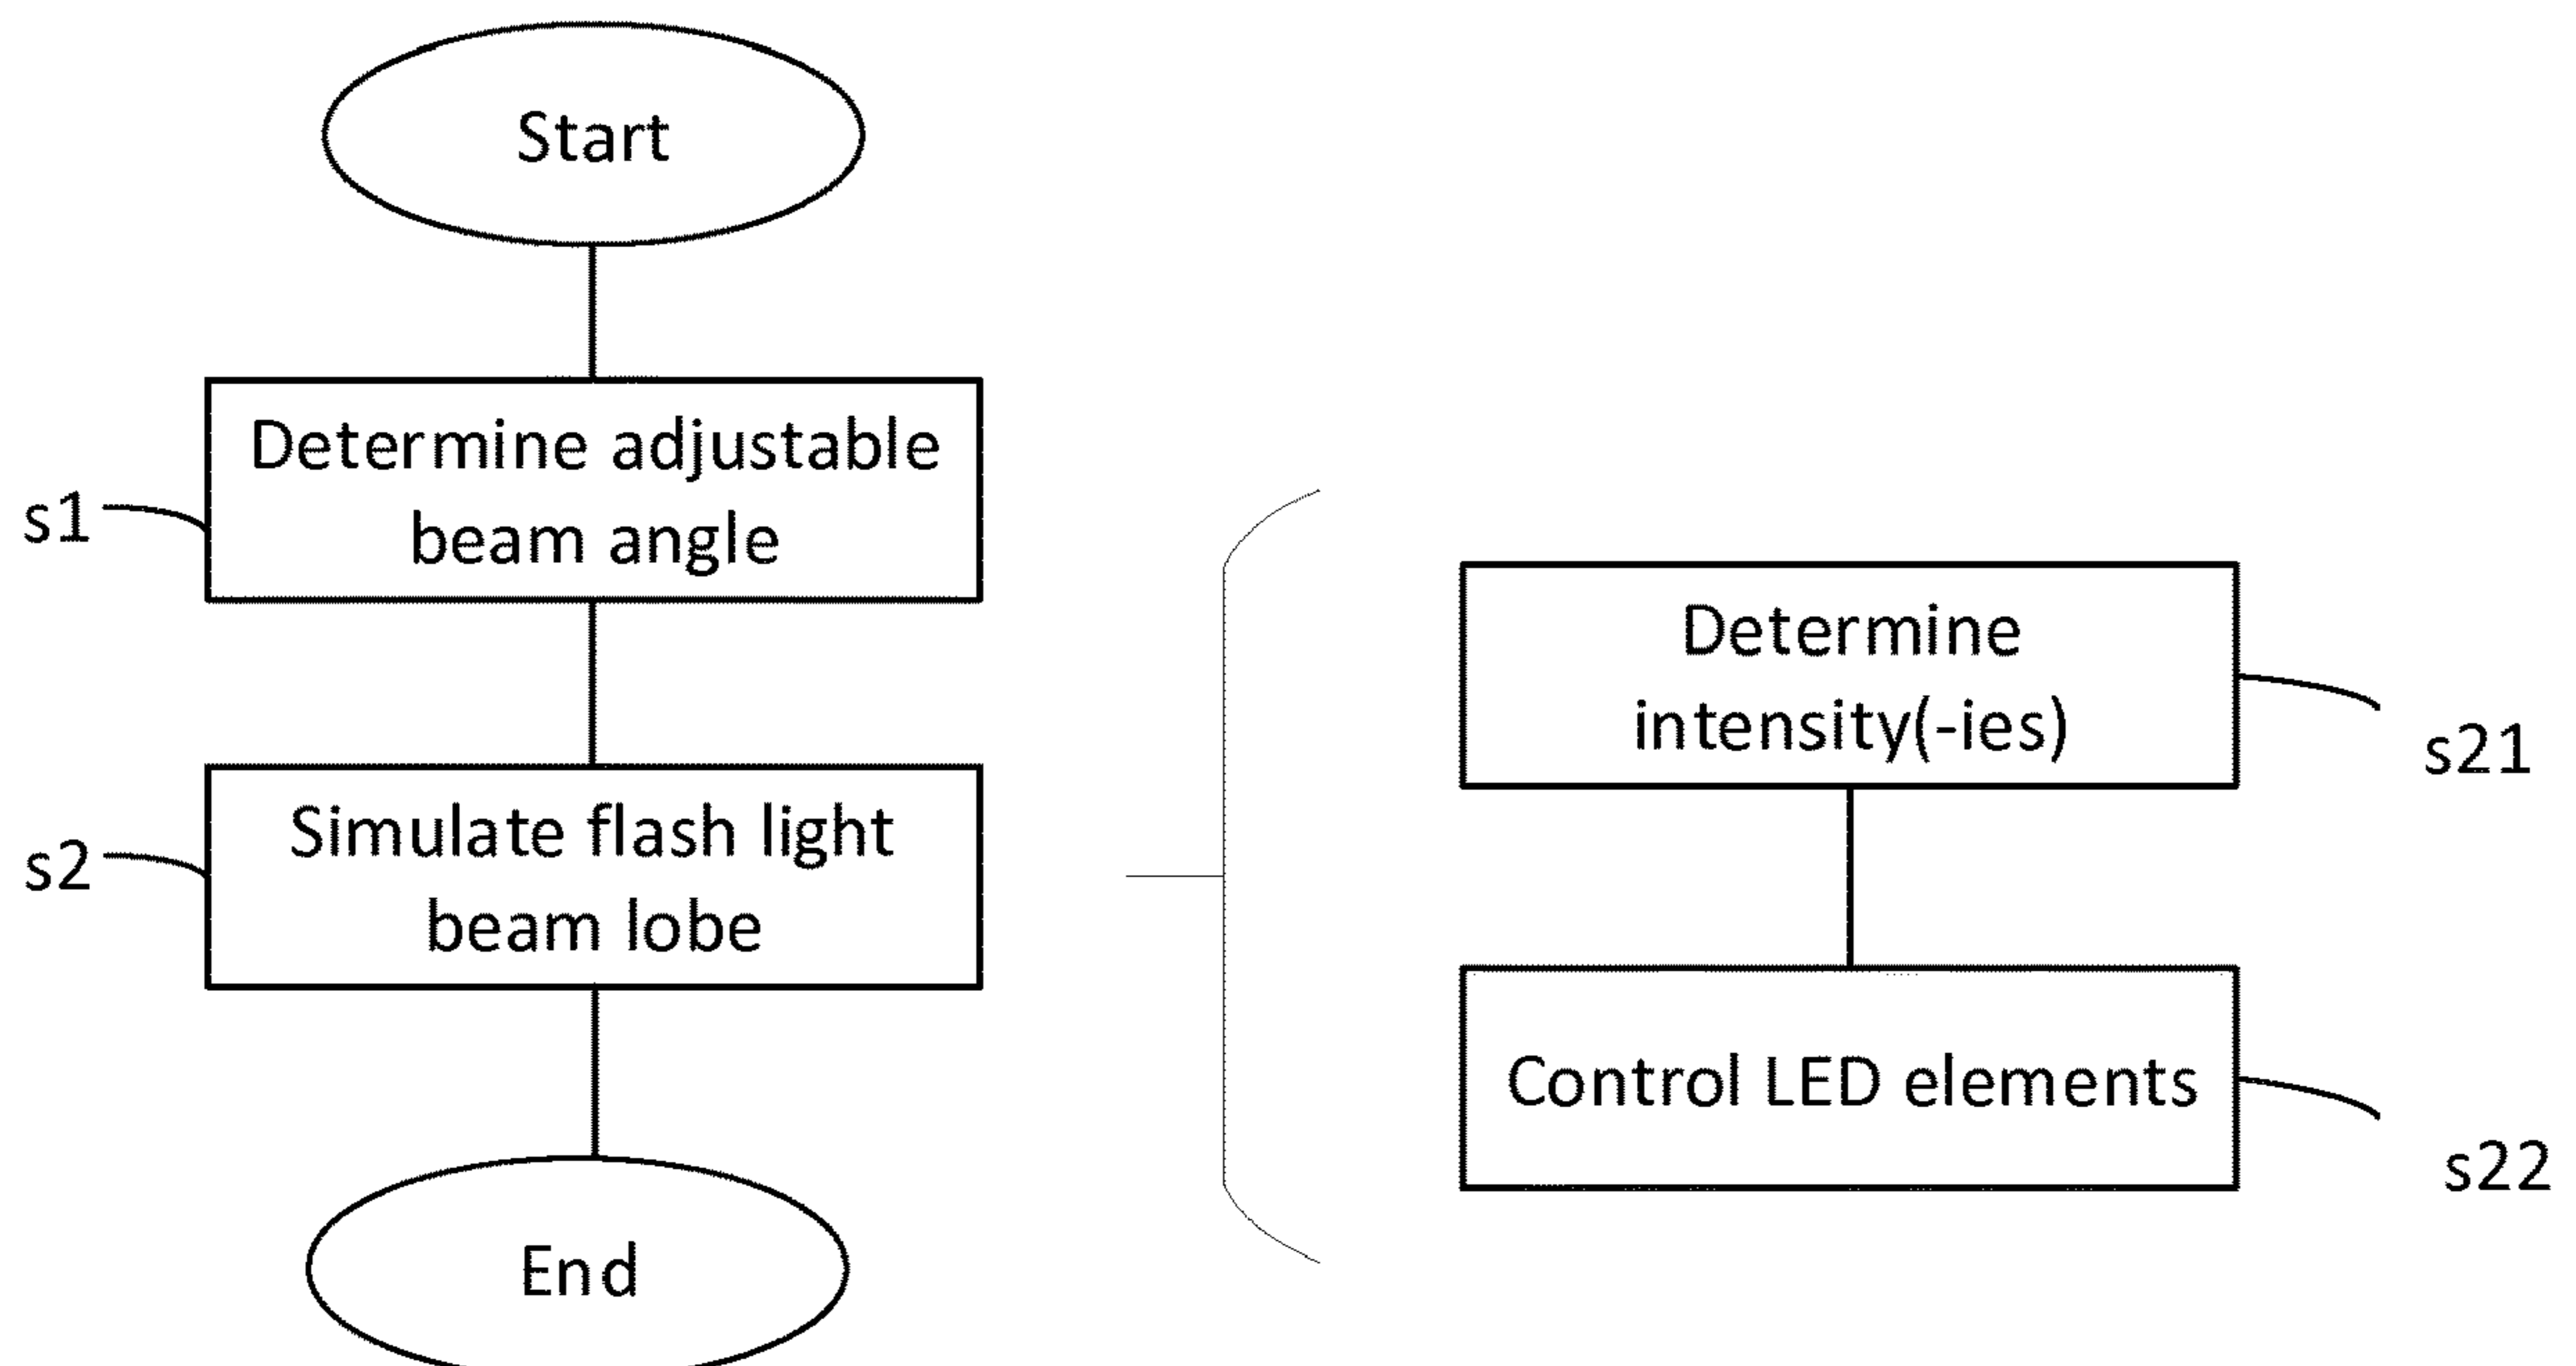 Start
Determine adjustable
beam angle
s1
Simulate flash light
beam lobe
s2
End
Determine
intensity(-ies)
s21
Control LED elements
s22